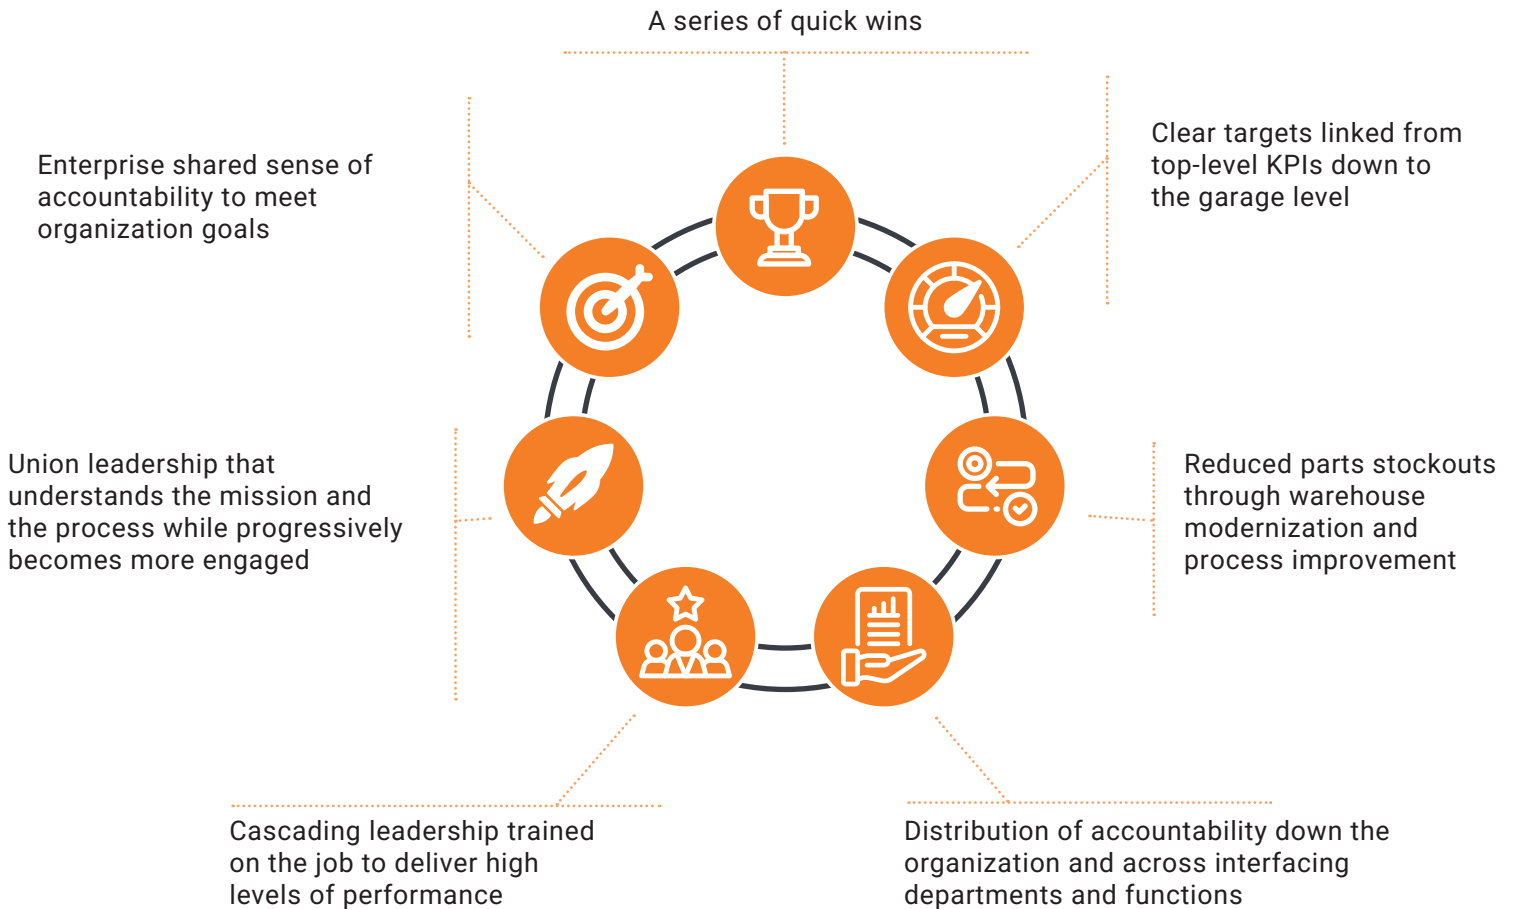 A series of quick wins
Clear targets linked from
top-level KPIs down to
the garage level
Reduced parts stockouts
through warehouse
modernization and
process improvement
Distribution of accountability down the
organization and across interfacing
departments and functions
Cascading leadership trained
on the job to deliver high
levels of performance
Union leadership that
understands the mission and
the process while progressively
becomes more engaged
Enterprise shared sense of
accountability to meet
organization goals